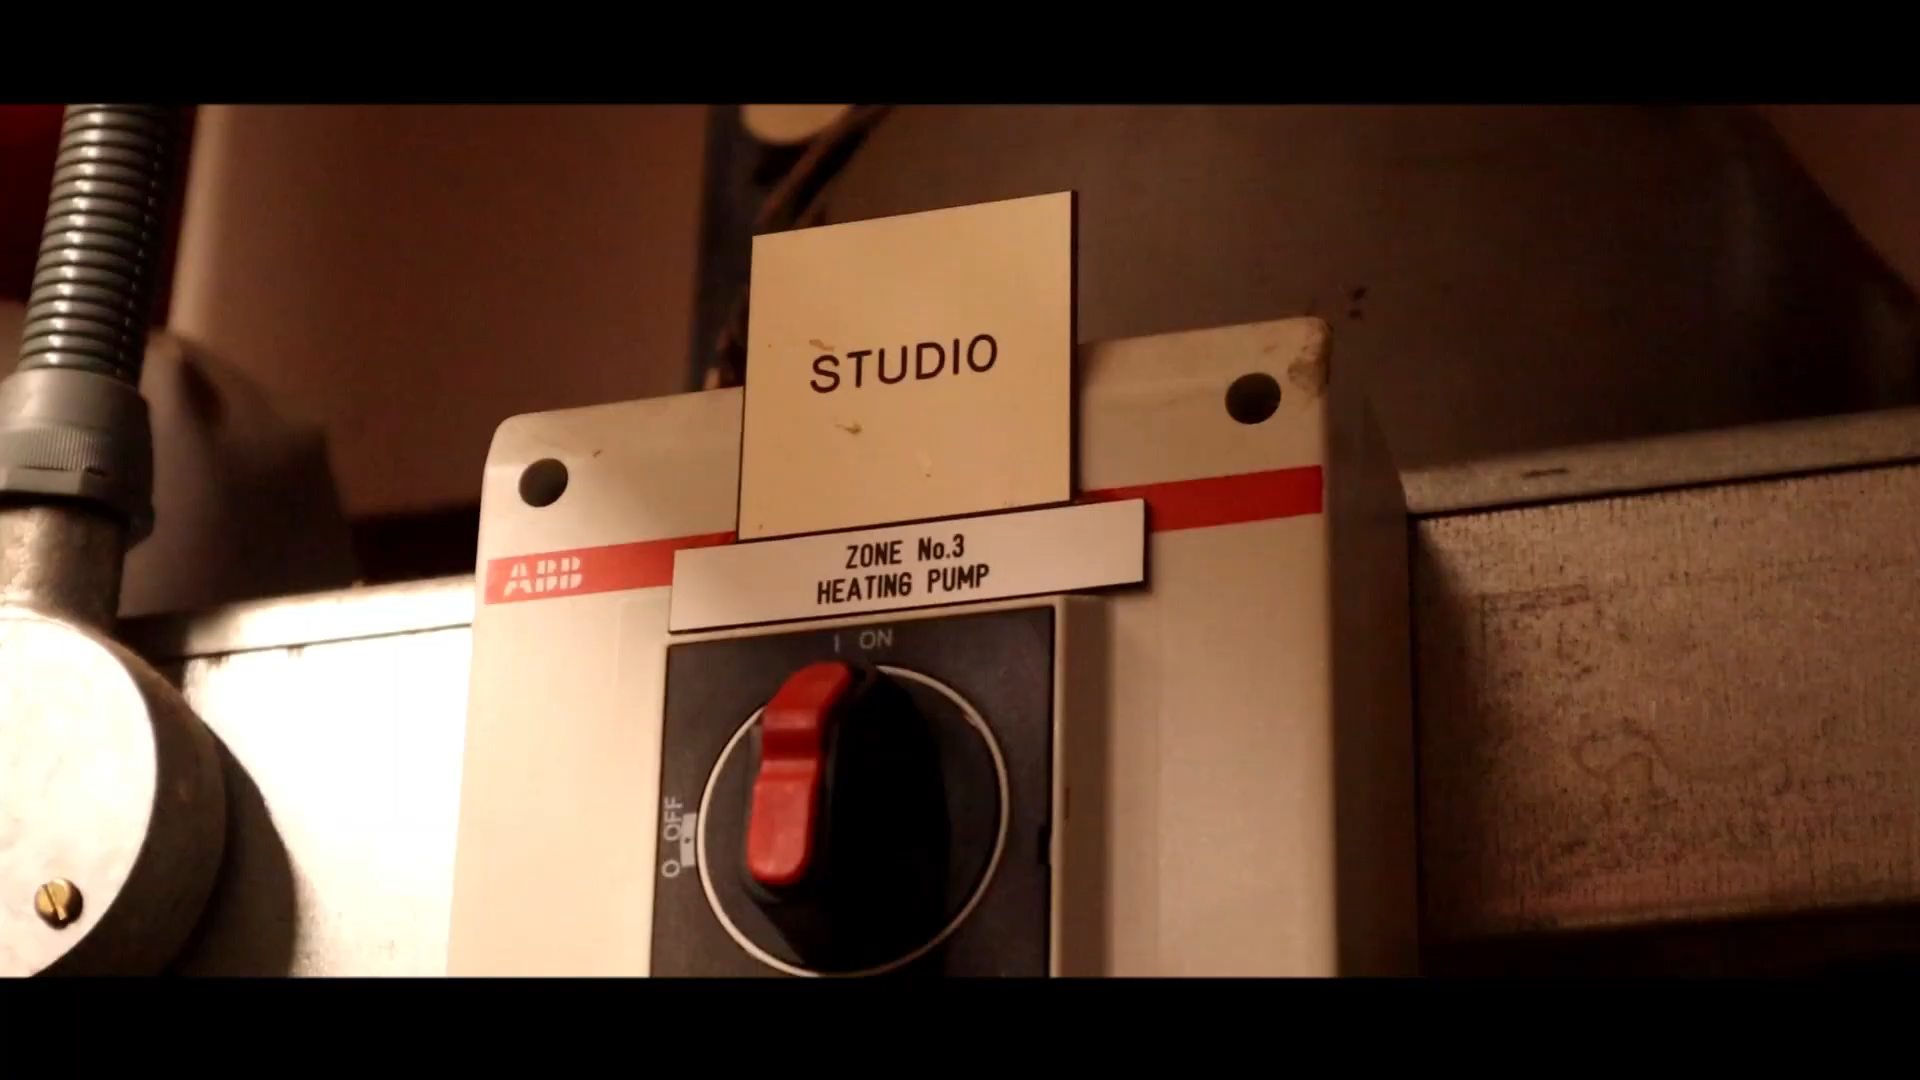 STUDIO
ABB
ZONE No.3
HEATING PUMP
I ON
O OFF